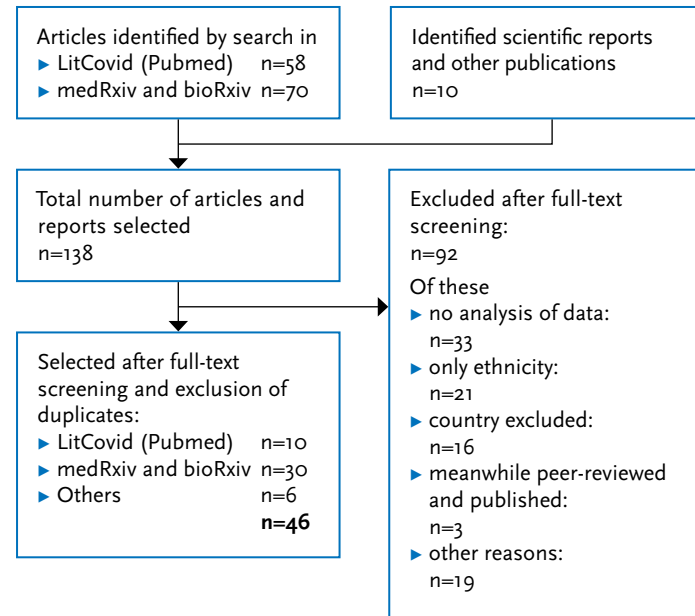 Articles identified by search in
▶ LitCovid (Pubmed) n=58
▶ medRxiv and bioRxiv n=70
Identified scientific reports
and other publications
n=10
Total number of articles and
reports selected
n=138
Excluded after full-text
screening:
n=92
Of these
▶ no analysis of data:
n=33
▶ only ethnicity:
n=21
▶ country excluded:
n=16
▶ meanwhile peer-reviewed
and published:
n=3
▶ other reasons:
n=19
Selected after full-text
screening and exclusion of
duplicates:
▶ LitCovid (Pubmed) n=10
▶ medRxiv and bioRxiv n=30
▶ Others n=6
n=46